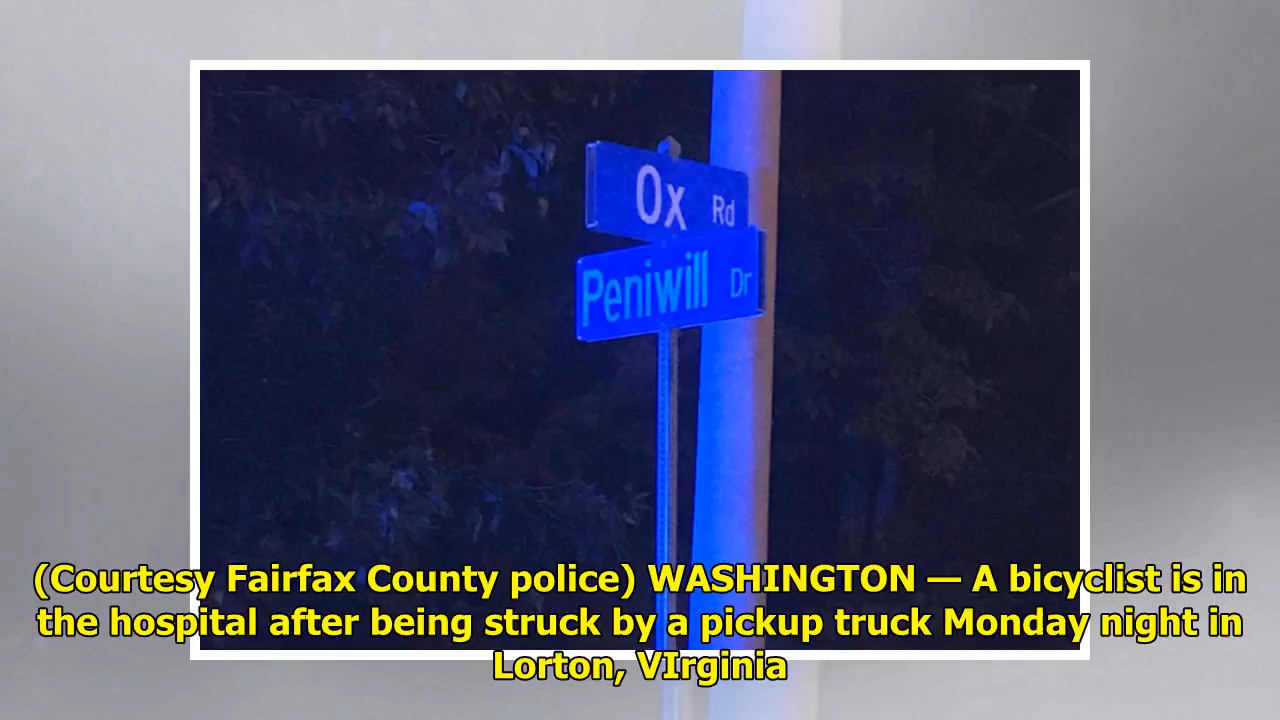 Ox Rd
Peniwill Dr
(Courtesy Fairfax County police) WASHINGTON — A bicyclist is in
the hospital after being struck by a pickup truck Monday night in
Lorton, VIrginia